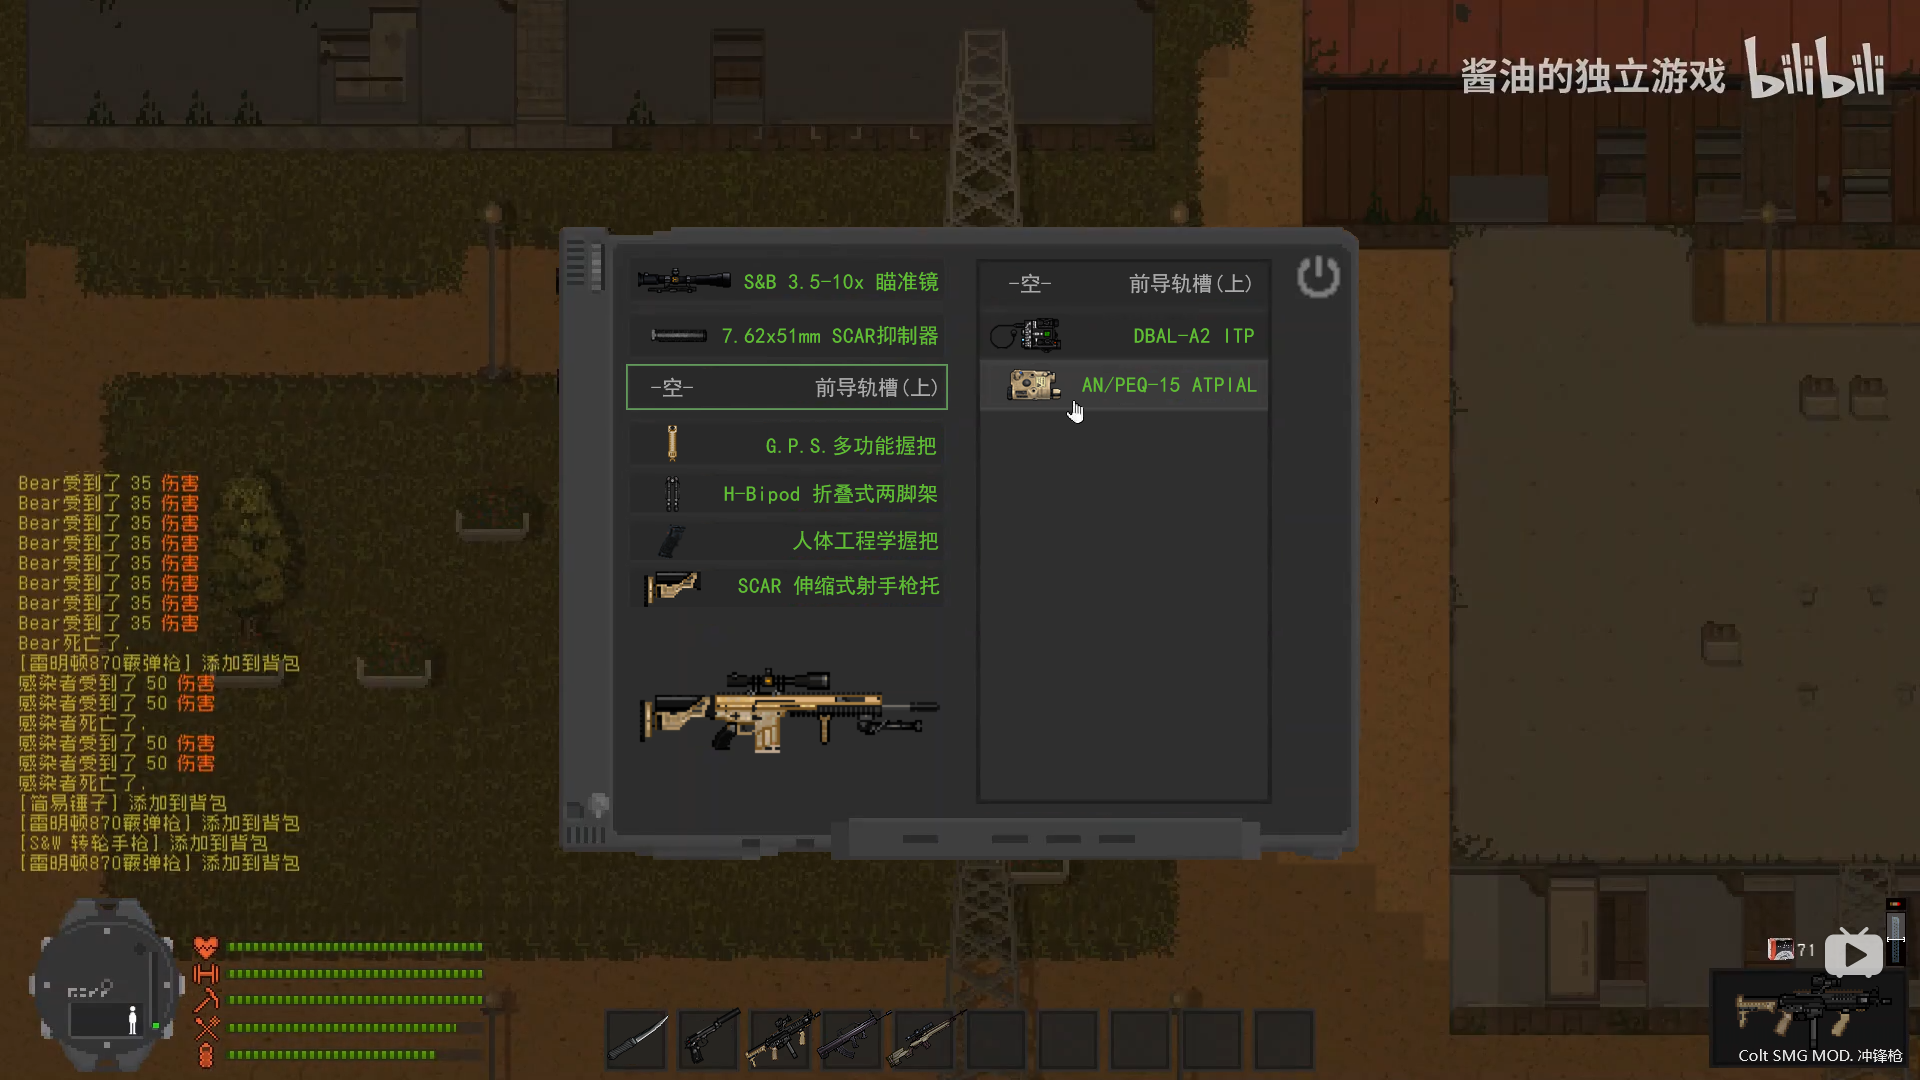 酱油的独立游戏 bilibili
S&B 3.5-10x 瞄准镜
7.62x51mm SCAR抑制器
-空- 前导轨槽(上)
G.P.S.多功能握把
H-Bipod 折叠式两脚架
人体工程学握把
SCAR 伸缩式射手枪托
-空- 前导轨槽(上)
DBAL-A2 ITP
AN/PEQ-15 ATPIAL
Bear受到了 35 伤害
Bear受到了 35 伤害
Bear受到了 35 伤害
Bear受到了 35 伤害
Bear受到了 35 伤害
Bear受到了 35 伤害
Bear受到了 35 伤害
Bear受到了 35 伤害
Bear死亡了.
[雷明顿870霰弹枪] 添加到背包
感染者受到了 50 伤害
感染者受到了 50 伤害
感染者死亡了.
感染者受到了 50 伤害
感染者受到了 50 伤害
感染者死亡了.
[简易锤子] 添加到背包
[雷明顿870霰弹枪] 添加到背包
[S&W 转轮手枪] 添加到背包
[雷明顿870霰弹枪] 添加到背包
71
Colt SMG MOD. 冲锋枪